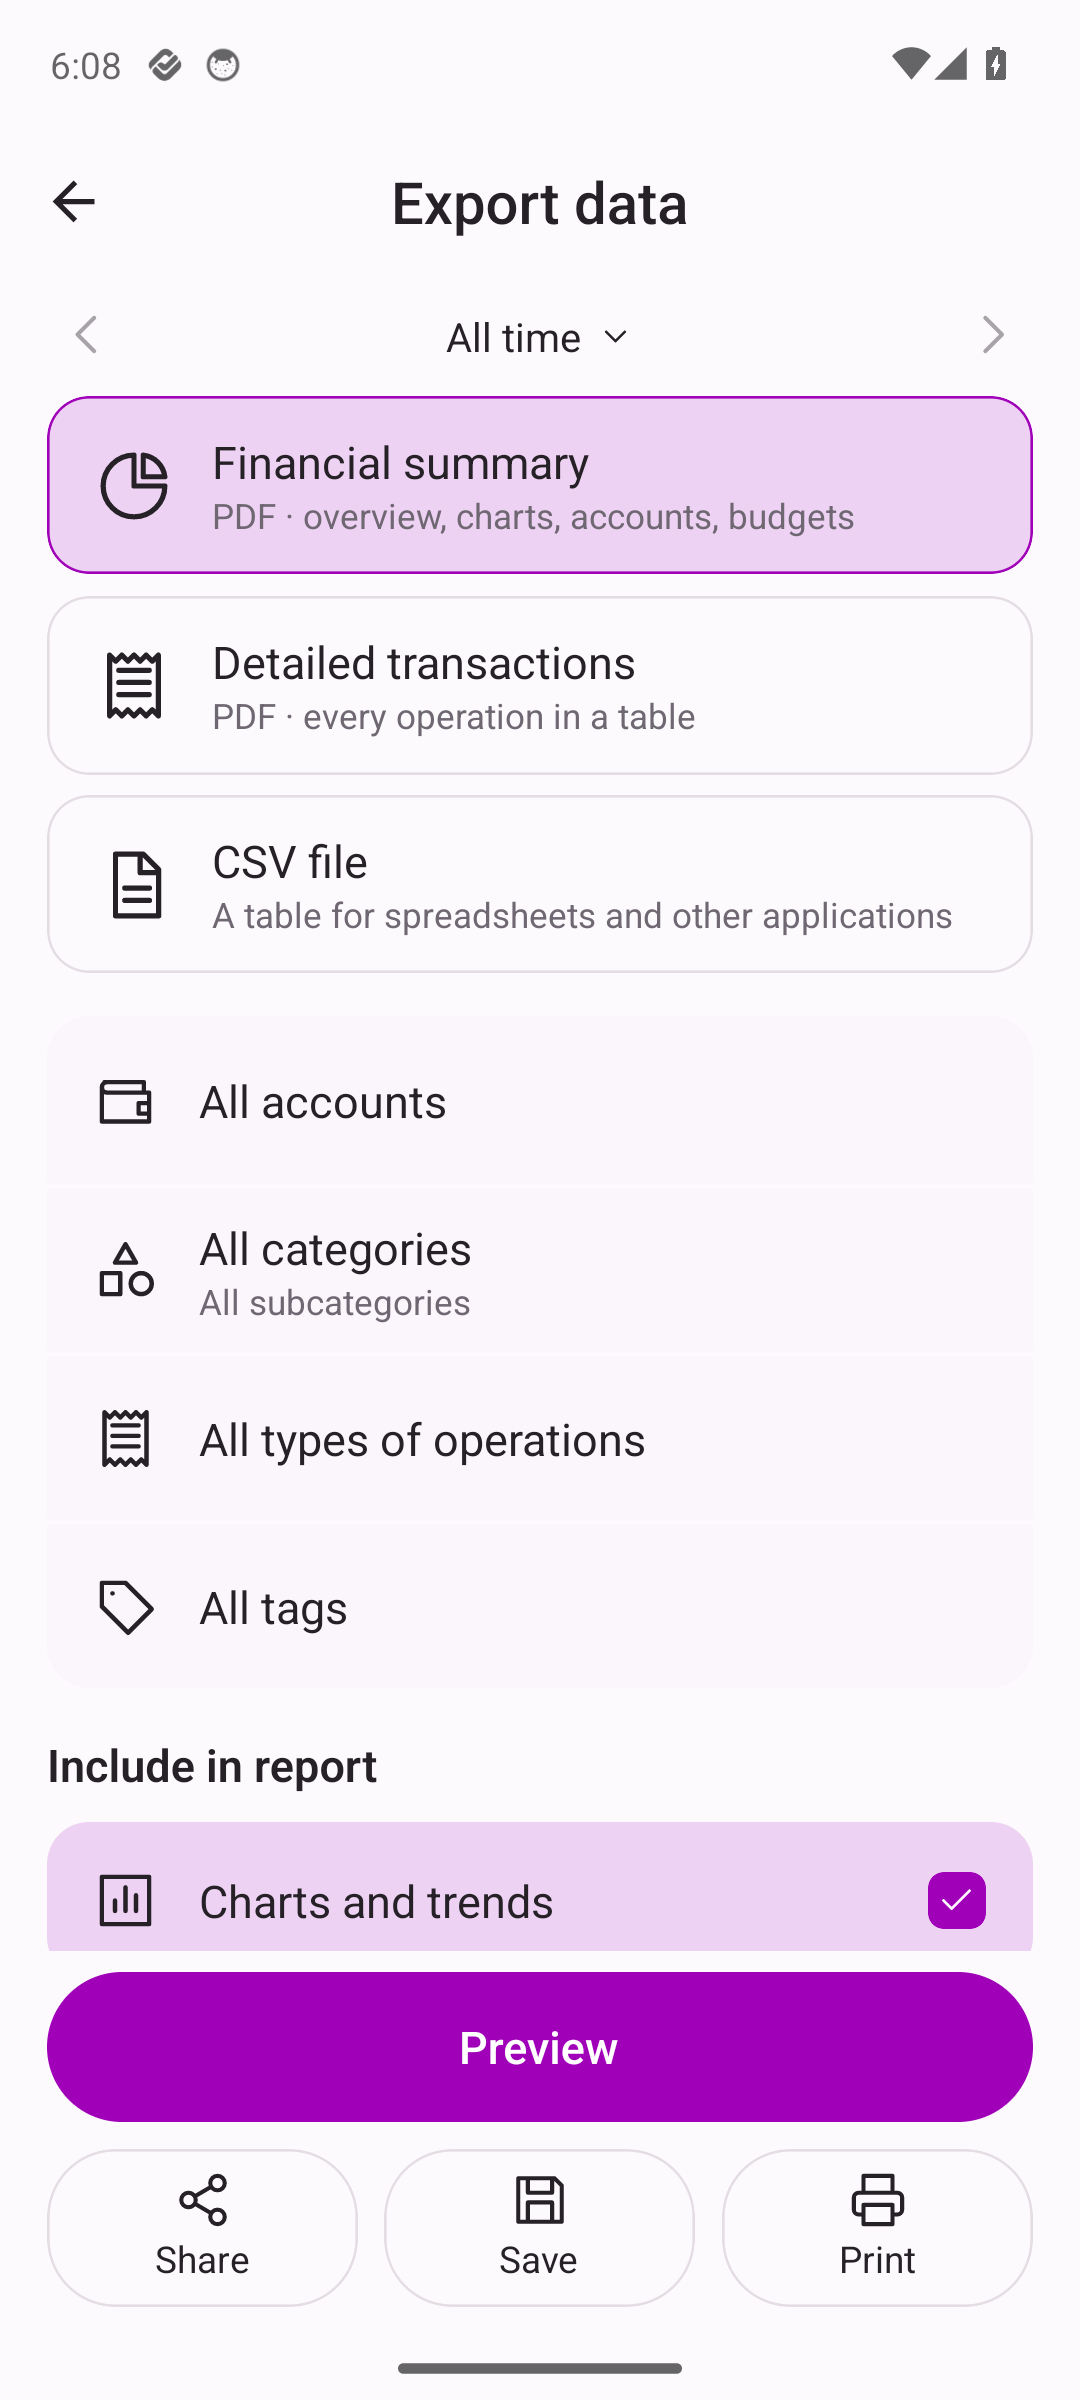 6:08
Export data
All time
Financial summary
PDF · overview, charts, accounts, budgets
Detailed transactions
PDF · every operation in a table
CSV file
A table for spreadsheets and other applications
All accounts
All categories
All subcategories
All types of operations
All tags
Include in report
Charts and trends
Preview
Share
Save
Print